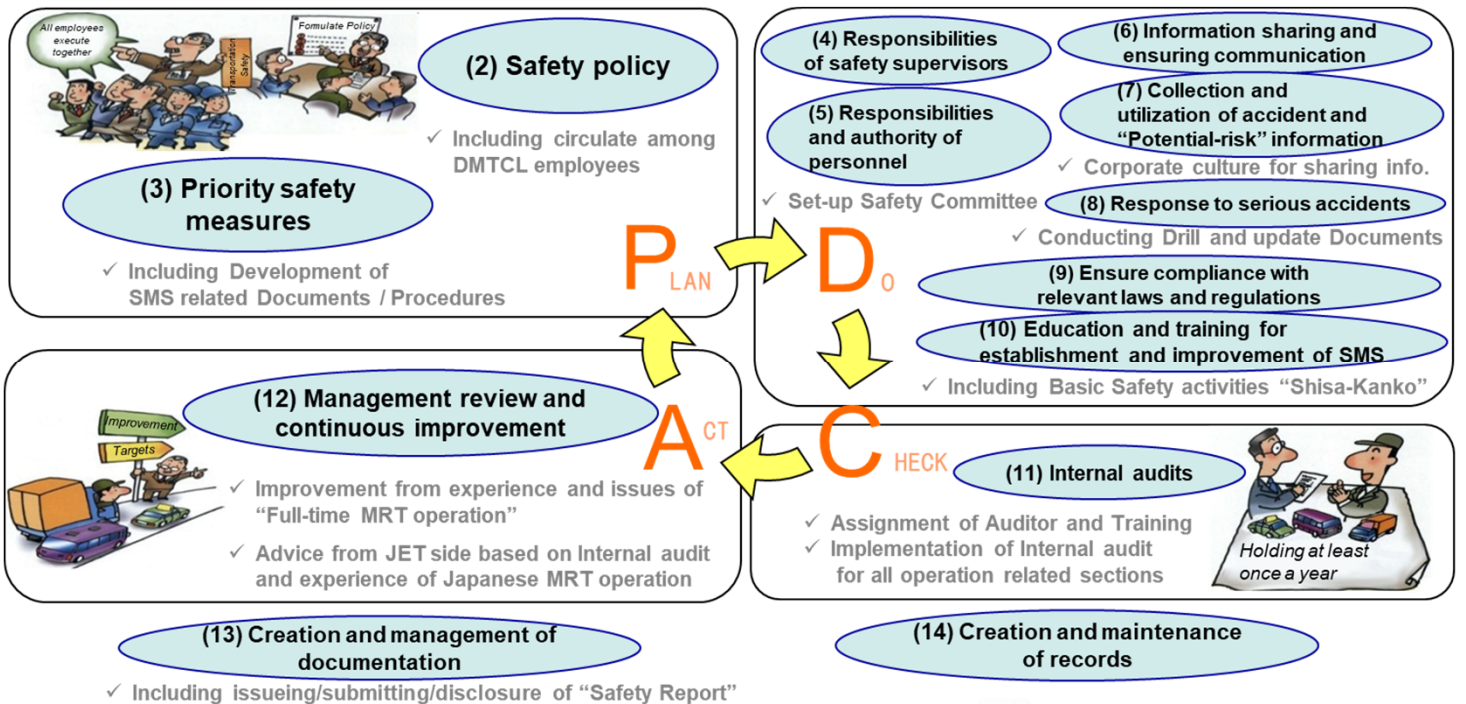 All employees
execute
together
Transportation
Safety
Formulate Policy
(2) Safety policy
✓ Including circulate among
DMTCL employees
(3) Priority safety
measures
✓ Including Development of
SMS related Documents / Procedures
PLAN
(4) Responsibilities
of safety supervisors
(5) Responsibilities
and authority of
personnel
✓ Set-up Safety Committee
(6) Information sharing and
ensuring communication
(7) Collection and
utilization of accident and
“Potential-risk” information
✓ Corporate culture for sharing info.
(8) Response to serious accidents
✓ Conducting Drill and update Documents
(9) Ensure compliance with
relevant laws and regulations
(10) Education and training for
establishment and improvement of SMS
✓ Including Basic Safety activities “Shisa-Kanko”
DO
CHECK
(11) Internal audits
✓ Assignment of Auditor and Training
✓ Implementation of Internal audit
for all operation related sections
Holding at least
once a year
ACT
(12) Management review and
continuous improvement
Improvement
Targets
✓ Improvement from experience and issues of
“Full-time MRT operation”
✓ Advice from JET side based on Internal audit
and experience of Japanese MRT operation
(13) Creation and management of
documentation
✓ Including issueing/submitting/disclosure of “Safety Report”
(14) Creation and maintenance
of records